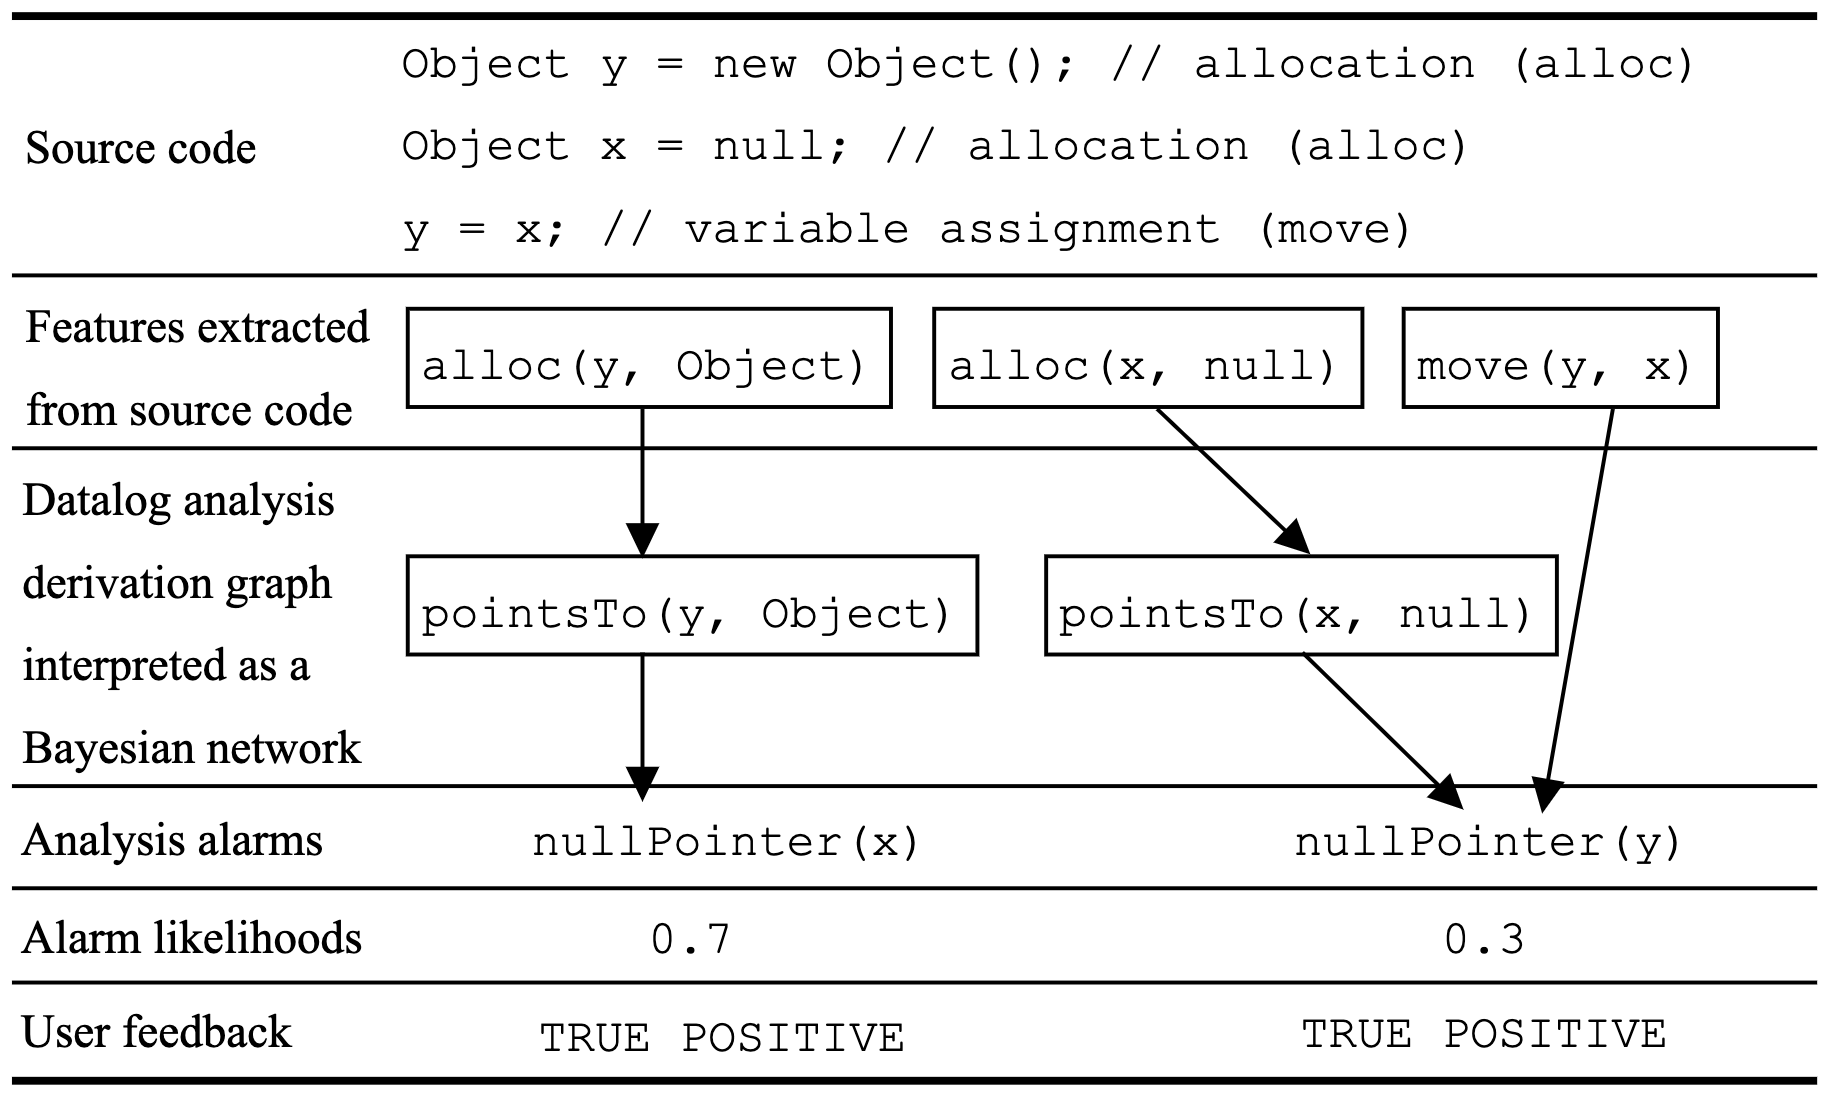 Source code
Object y = new Object(); // allocation (alloc)
Object x = null; // allocation (alloc)
y = x; // variable assignment (move)
Features extracted
from source code
alloc(y, Object)
alloc(x, null)
move(y, x)
Datalog analysis
derivation graph
interpreted as a
Bayesian network
pointsTo(y, Object)
pointsTo(x, null)
Analysis alarms
nullPointer(x)
nullPointer(y)
Alarm likelihoods
0.7
0.3
User feedback
TRUE POSITIVE
TRUE POSITIVE